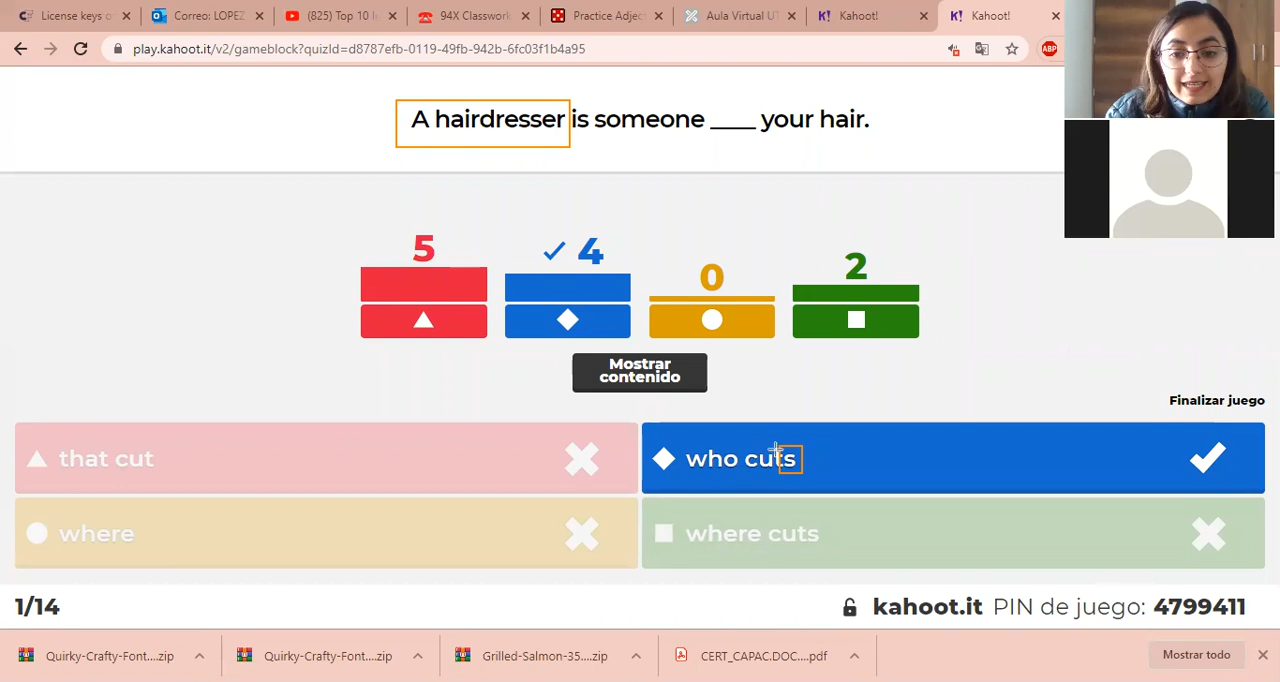 License keys o
Correo: LOPEZ
(825) Top 10 I
94X Classwork
Practice Adjec
Aula Virtual UT
K! Kahoot!
K! Kahoot!
play.kahoot.it/v2/gameblock?quizId=d8787efb-0119-49fb-942b-6fc03f1b4a95
ABP
A hairdresser is someone ____ your hair.
5
4
0
2
Mostrar
contenido
Finalizar juego
that cut
who cuts
where
where cuts
1/14
kahoot.it PIN de juego: 4799411
Quirky-Crafty-Font....zip
Quirky-Crafty-Font....zip
Grilled-Salmon-35....zip
CERT_CAPAC.DOC....pdf
Mostrar todo